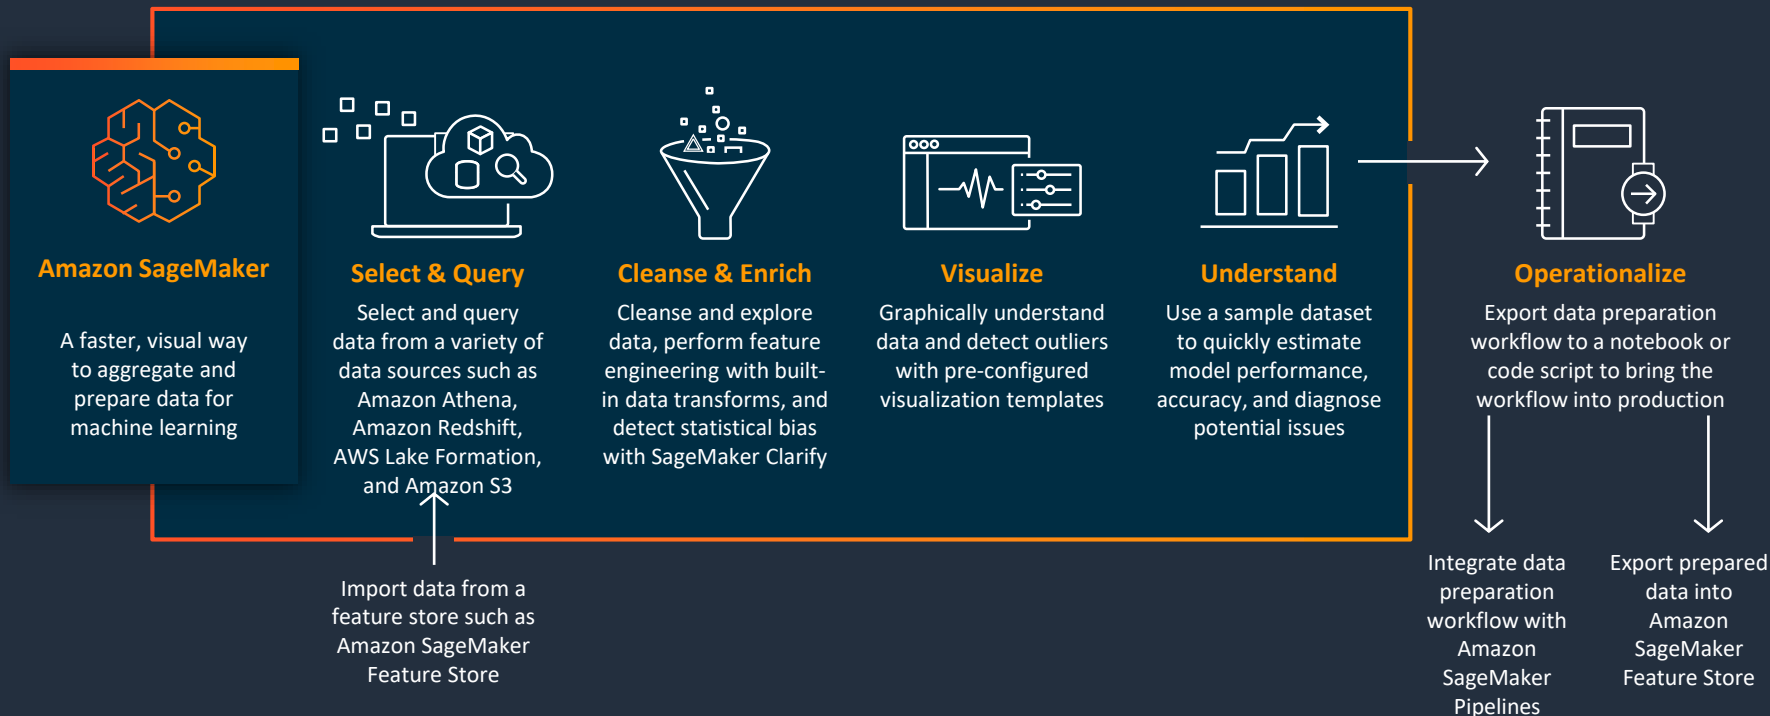 Amazon SageMaker
A faster, visual way
to aggregate and
prepare data for
machine learning
Select & Query
Select and query
data from a variety of
data sources such as
Amazon Athena,
Amazon Redshift,
AWS Lake Formation,
and Amazon S3
Import data from a
feature store such as
Amazon SageMaker
Feature Store
Cleanse & Enrich
Cleanse and explore
data, perform feature
engineering with built-
in data transforms, and
detect statistical bias
with SageMaker Clarify
Visualize
Graphically understand
data and detect outliers
with pre-configured
visualization templates
Understand
Use a sample dataset
to quickly estimate
model performance,
accuracy, and diagnose
potential issues
Operationalize
Export data preparation
workflow to a notebook or
code script to bring the
workflow into production
Integrate data
preparation
workflow with
Amazon
SageMaker
Pipelines
Export prepared
data into
Amazon
SageMaker
Feature Store